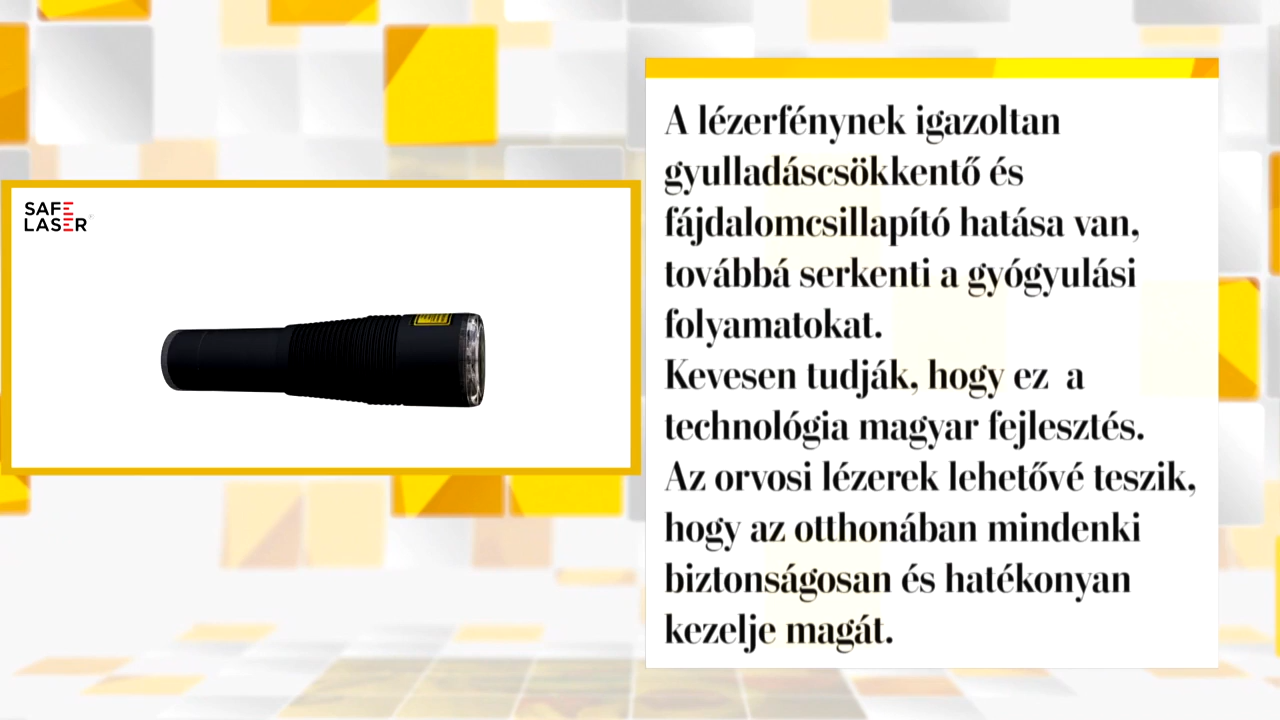 SAFE
LASER
A lézerfénynek igazoltan
gyulladáscsökkentő és
fájdalomcsillapító hatása van,
továbbá serkenti a gyógyulási
folyamatokat.
Kevesen tudják, hogy ez a
technológia magyar fejlesztés.
Az orvosi lézerek lehetővé teszik,
hogy az otthonában mindenki
biztonságosan és hatékonyan
kezelje magát.